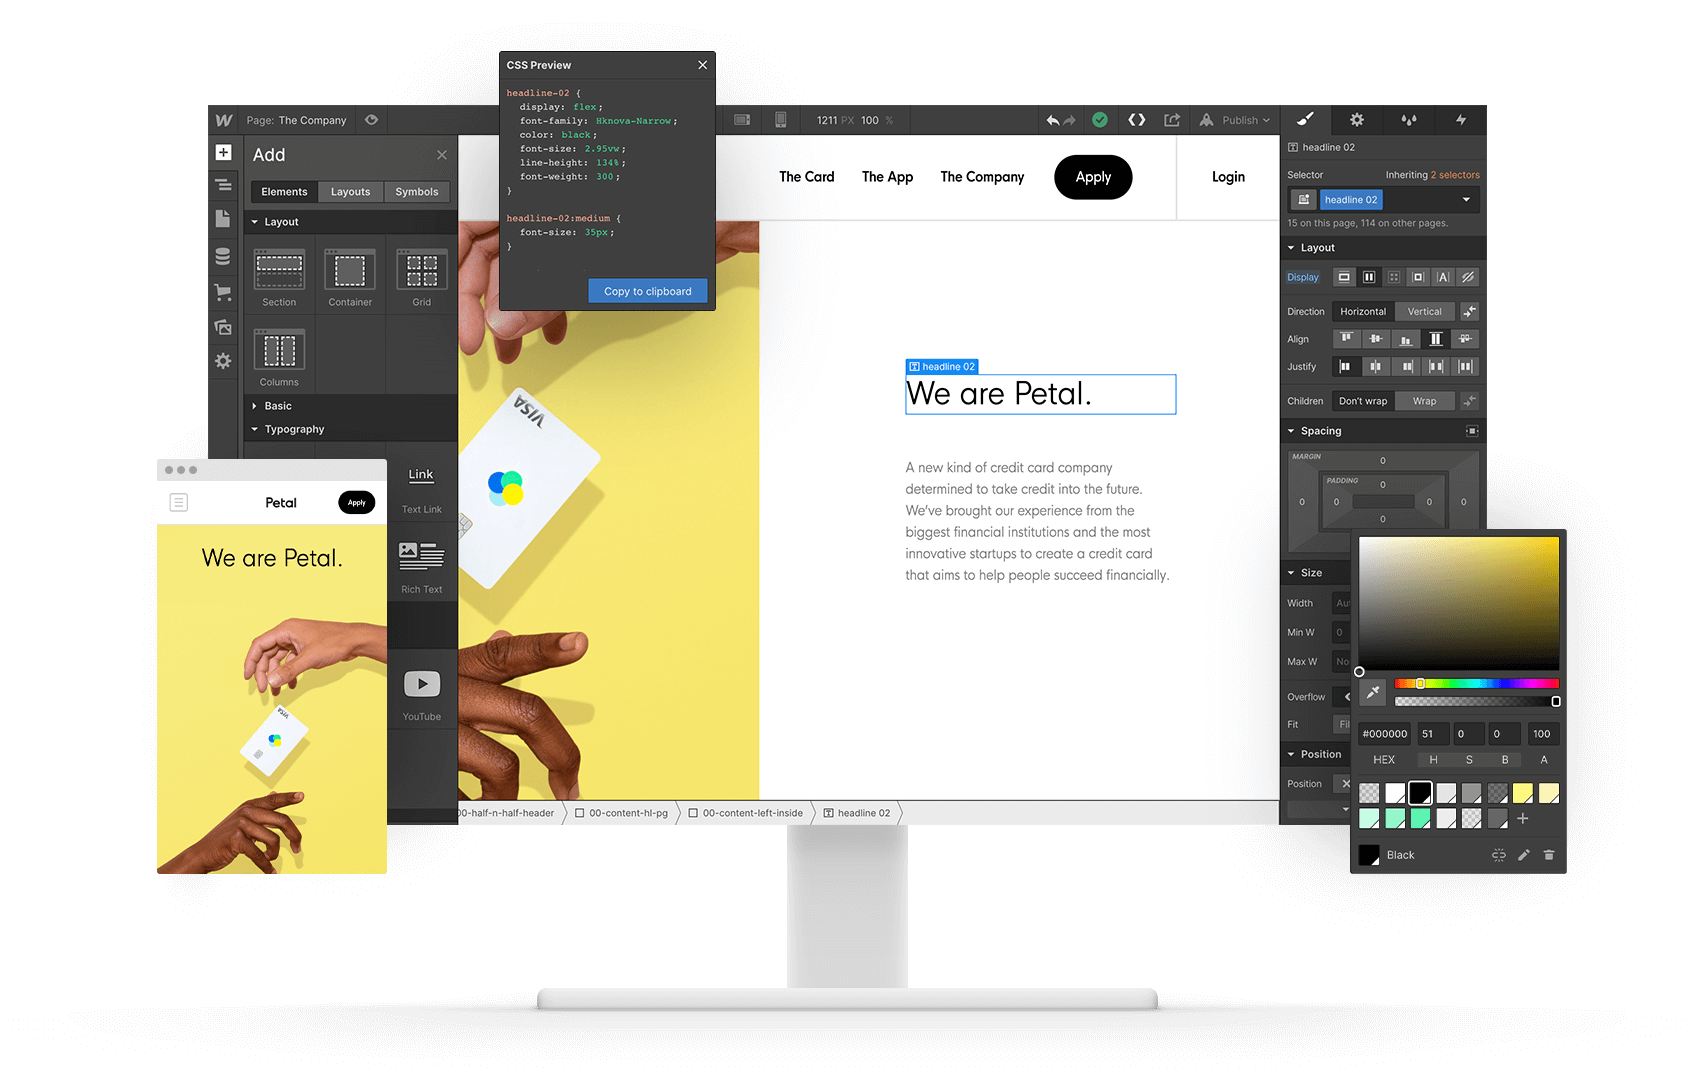 CSS Preview
headline-02 {
display: flex;
font-family: Hknova-Narrow;
color: black;
font-size: 2.95vw;
line-height: 134%;
font-weight: 300;
}
headline-02:medium {
font-size: 35px;
}
Copy to clipboard
W
Page: The Company
1211 PX 100 %
Publish
Add
Elements Layouts Symbols
Layout
Section Container Grid
Columns
Basic
Typography
Link
Text Link
Rich Text
YouTube
The Card The App The Company Apply Login
VISA
headline 02
We are Petal.
A new kind of credit card company
determined to take credit into the future.
We've brought our experience from the
biggest financial institutions and the most
innovative startups to create a credit card
that aims to help people succeed financially.
00-half-n-half-header 00-content-hl-pg 00-content-left-inside headline 02
Petal Apply
We are Petal.
VISA
headline 02
Selector Inheriting 2 selectors
headline 02
15 on this page, 114 on other pages.
Layout
Display
A
Direction Horizontal Vertical
Align
Justify
Children Don't wrap Wrap
Spacing
MARGIN 0
PADDING 0
0 0 0 0
0
Size
Width
Min W 0
Max W
Overflow
Fit
Position
Position
#000000 51 0 0 100
HEX H S B A
Black